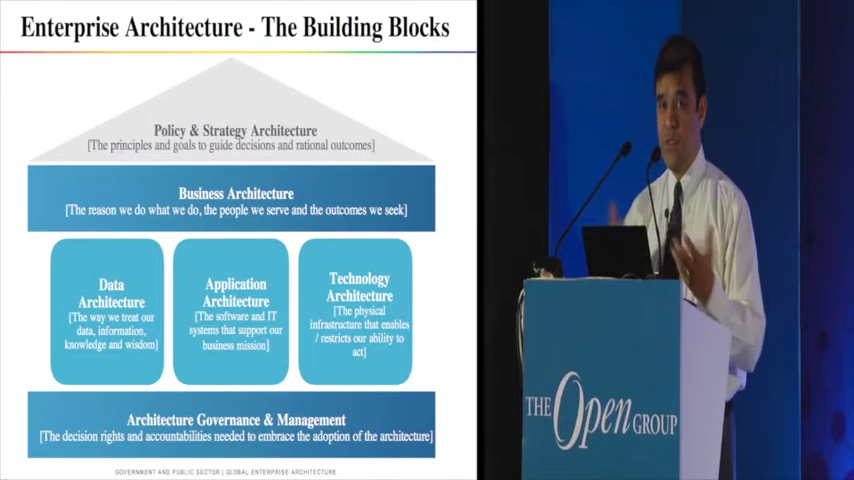 Enterprise Architecture - The Building Blocks
Policy & Strategy Architecture
[The principles and goals to guide decisions and rational outcomes]
Business Architecture
[The reason we do what we do, the people we serve and the outcomes we seek]
Data
Architecture
[The way we treat our
data, information,
knowledge and wisdom]
Application
Architecture
[The software and IT
systems that support our
business mission]
Technology
Architecture
[The physical
infrastructure that enables
/ restricts our ability to
act]
Architecture Governance & Management
[The decision rights and accountabilities needed to embrace the adoption of the architecture]
GOVERNMENT AND PUBLIC SECTOR | GLOBAL ENTERPRISE ARCHITECTURE
THE Open GROUP